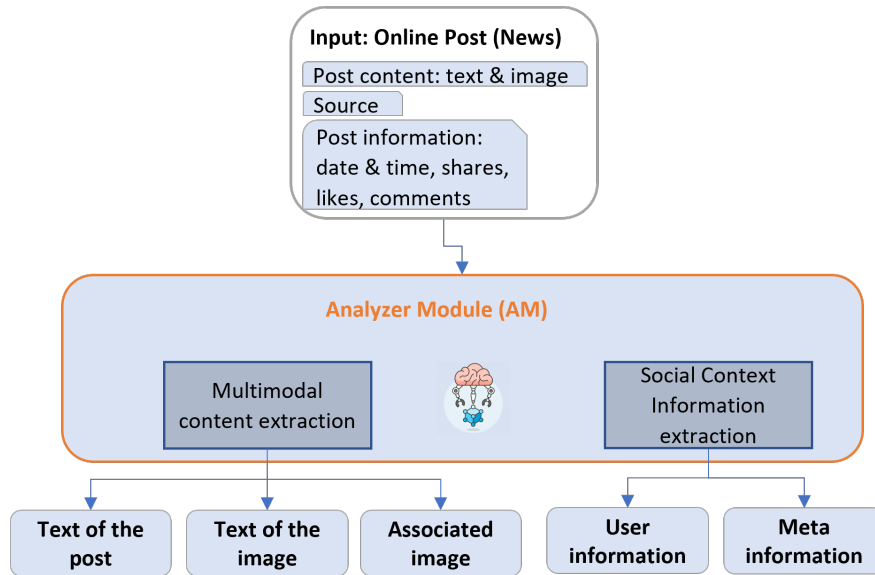 Input: Online Post (News)
Post content: text & image
Source
Post information:
date & time, shares,
likes, comments
Analyzer Module (AM)
Multimodal
content extraction
Social Context
Information
extraction
Text of the
post
Text of the
image
Associated
image
User
information
Meta
information